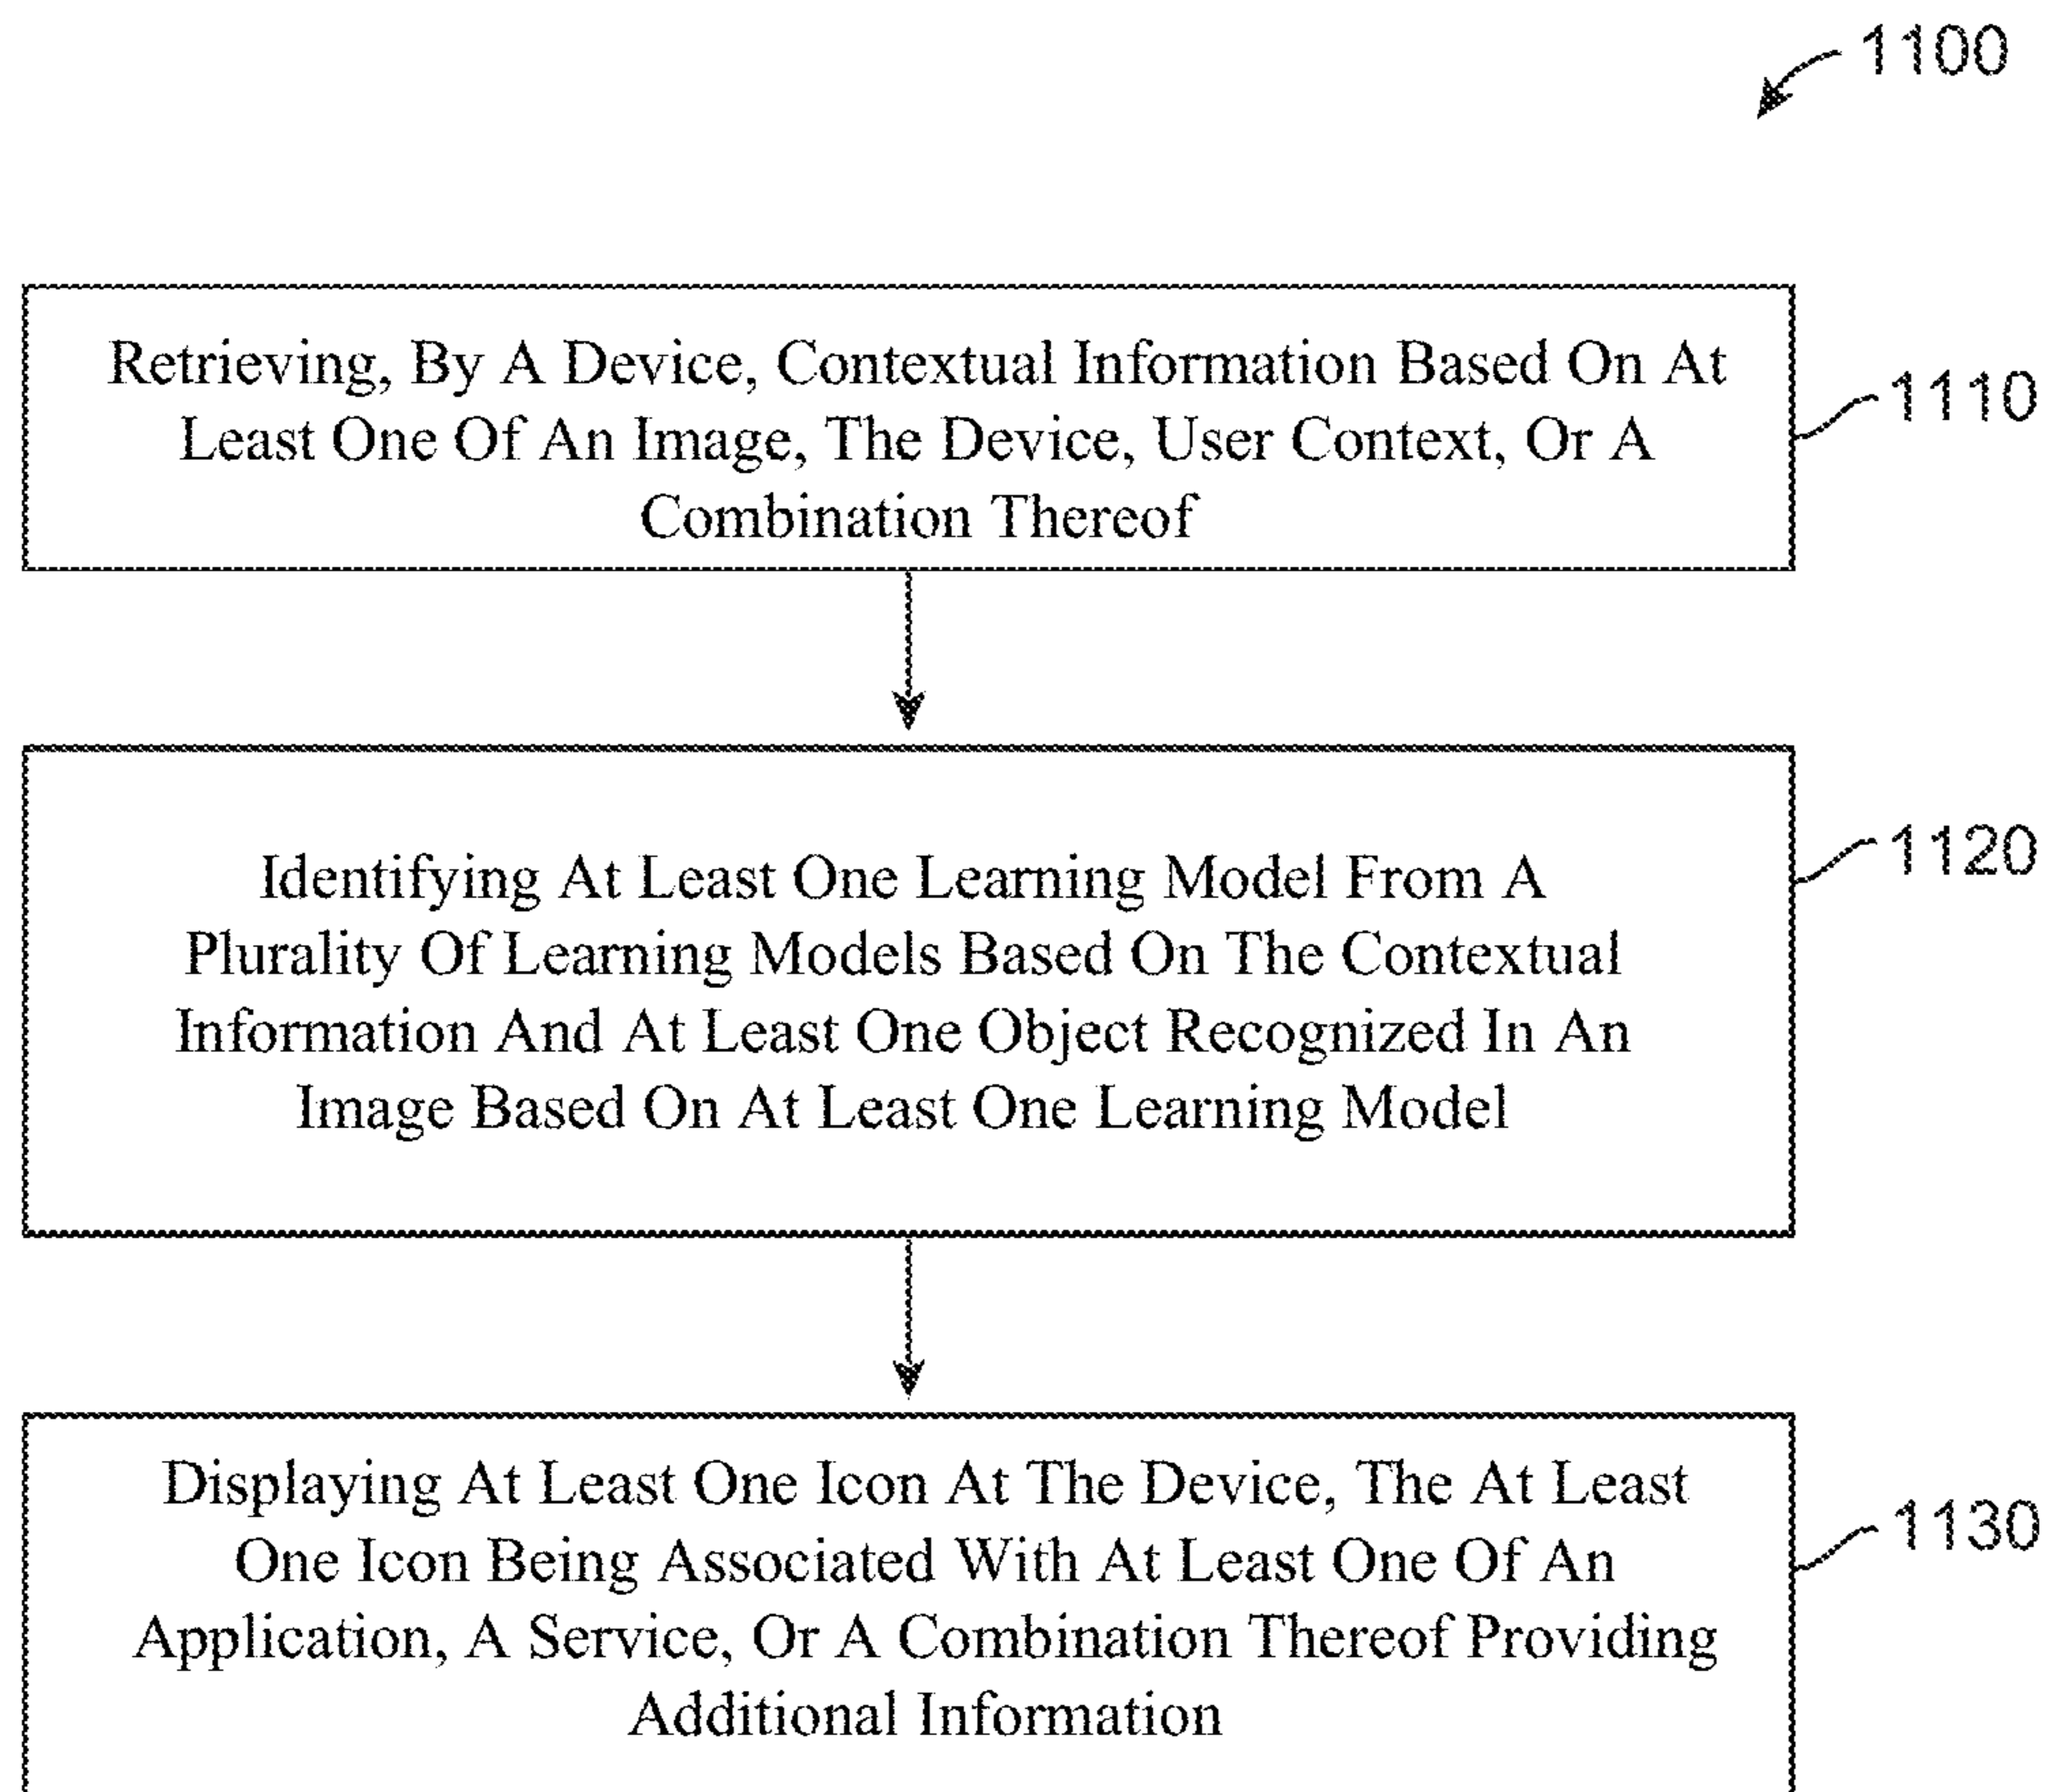 1100
Retrieving, By A Device, Contextual Information Based On At
Least One Of An Image, The Device, User Context, Or A
Combination Thereof
1110
Identifying At Least One Learning Model From A
Plurality Of Learning Models Based On The Contextual
Information And At Least One Object Recognized In An
Image Based On At Least One Learning Model
1120
Displaying At Least One Icon At The Device, The At Least
One Icon Being Associated With At Least One Of An
Application, A Service, Or A Combination Thereof Providing
Additional Information
1130